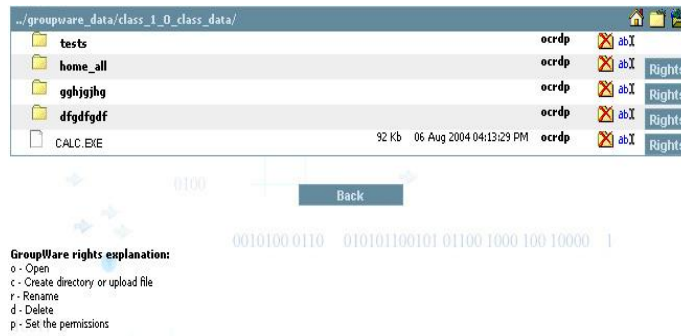 ../groupware_data/class_1_0_class_data/
tests ocrdp abI
home_all ocrdp abI Rights
gghjgjhg ocrdp abI Rights
dfgdfgdf ocrdp abI Rights
CALC.EXE 92 Kb 06 Aug 2004 04:13:29 PM ocrdp abI Rights
0100
Back
0010100 0110 010101100101 01100 1000 100 10000 1
GroupWare rights explanation:
o - Open
c - Create directory or upload file
r - Rename
d - Delete
p - Set the permissions